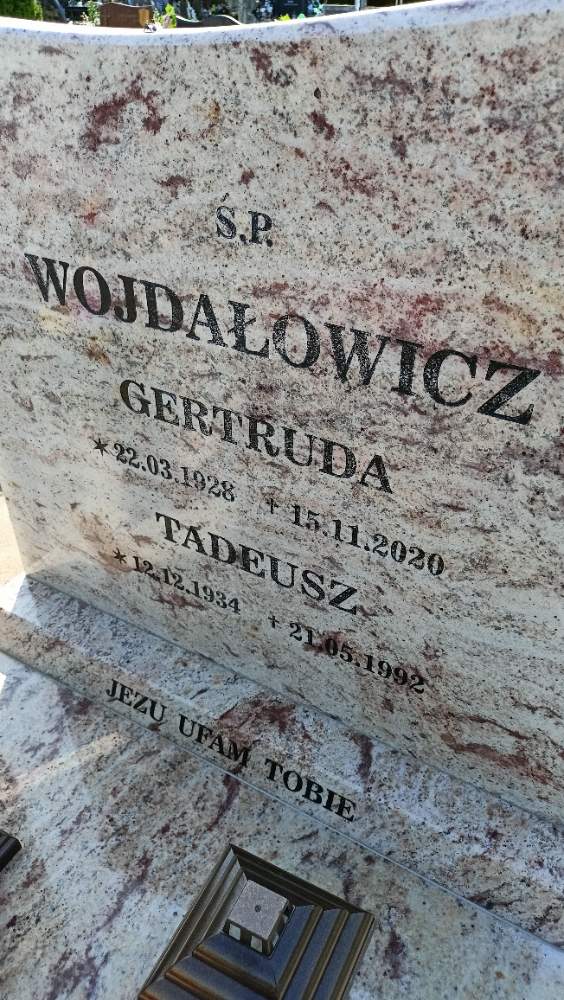 Ś.P.
WOJDAŁOWICZ
GERTRUDA
*22.03.1928 + 15.11.2020
TADEUSZ
*12.12.1934 + 21.05.1992
JEZU UFAM TOBIE